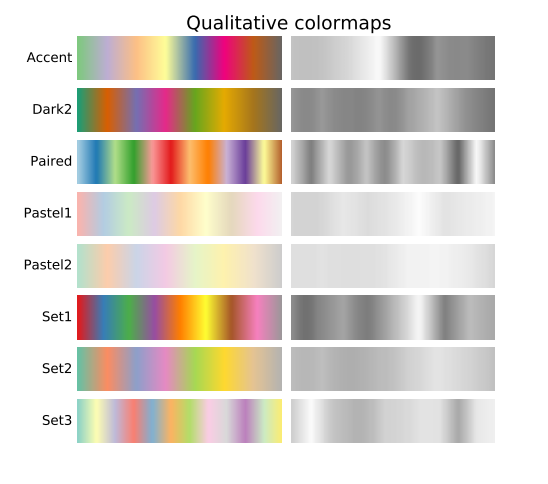 Qualitative colormaps
Accent
Dark2
Paired
Pastel1
Pastel2
Set1
Set2
Set3